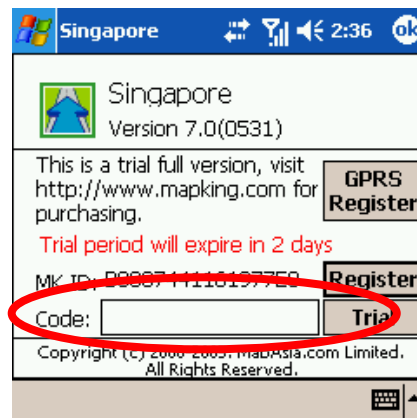 Singapore 2:36 ok
Singapore
Version 7.0(0531)
This is a trial full version, visit
http://www.mapking.com for
purchasing.
GPRS
Register
Trial period will expire in 2 days
MK ID:
Register
Code:
Trial
Copyright (C) 2000-2005. MabAsia.com Limited.
All Rights Reserved.